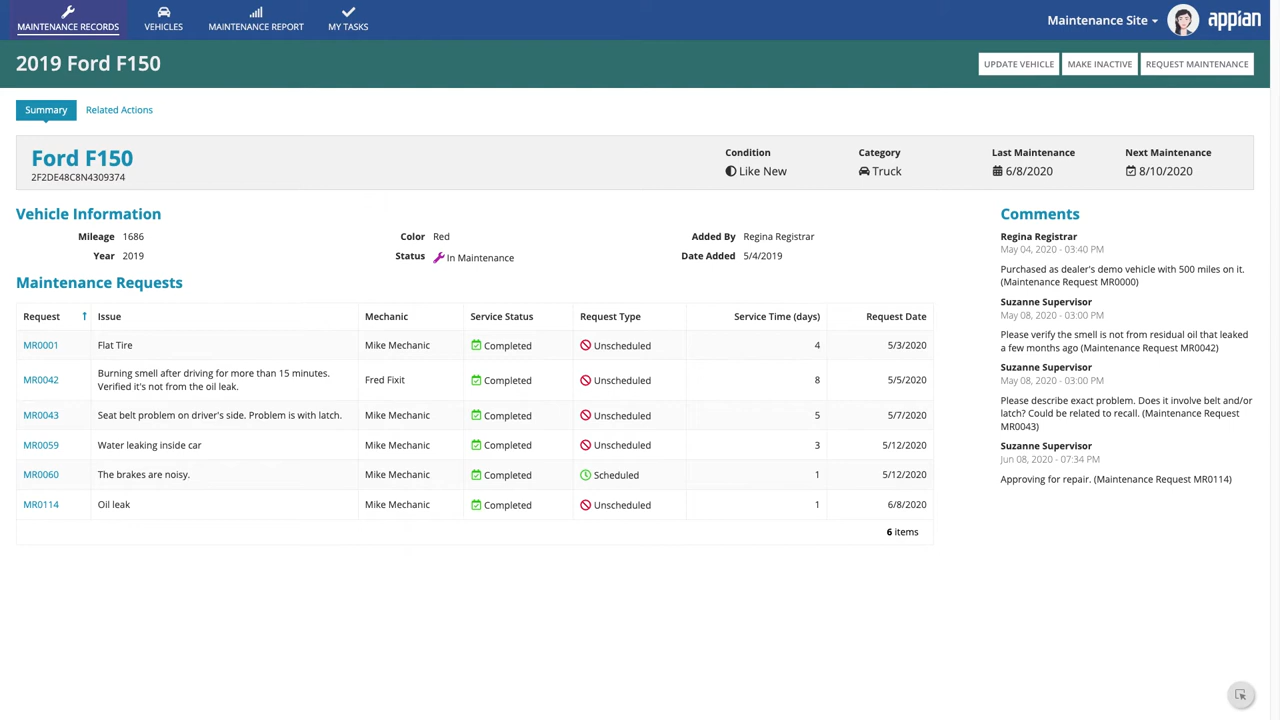 MAINTENANCE RECORDS
VEHICLES
MAINTENANCE REPORT
MY TASKS
Maintenance Site
appian
2019 Ford F150
UPDATE VEHICLE
MAKE INACTIVE
REQUEST MAINTENANCE
Summary
Related Actions
Ford F150
2F2DE48C8N4309374
Condition
Like New
Category
Truck
Last Maintenance
6/8/2020
Next Maintenance
8/10/2020
Vehicle Information
Mileage 1686
Year 2019
Color Red
Status In Maintenance
Added By Regina Registrar
Date Added 5/4/2019
Maintenance Requests
Request Issue Mechanic Service Status Request Type Service Time (days) Request Date
MR0001 Flat Tire Mike Mechanic Completed Unscheduled 4 5/3/2020
MR0042 Burning smell after driving for more than 15 minutes.
Verified it's not from the oil leak. Fred Fixit Completed Unscheduled 8 5/5/2020
MR0043 Seat belt problem on driver's side. Problem is with latch. Mike Mechanic Completed Unscheduled 5 5/7/2020
MR0059 Water leaking inside car Mike Mechanic Completed Unscheduled 3 5/12/2020
MR0060 The brakes are noisy. Mike Mechanic Completed Scheduled 1 5/12/2020
MR0114 Oil leak Mike Mechanic Completed Unscheduled 1 6/8/2020
6 items
Comments
Regina Registrar
May 04, 2020 - 03:40 PM
Purchased as dealer's demo vehicle with 500 miles on it.
(Maintenance Request MR0000)
Suzanne Supervisor
May 08, 2020 - 03:00 PM
Please verify the smell is not from residual oil that leaked
a few months ago (Maintenance Request MR0042)
Suzanne Supervisor
May 08, 2020 - 03:00 PM
Please describe exact problem. Does it involve belt and/or
latch? Could be related to recall. (Maintenance Request
MR0043)
Suzanne Supervisor
Jun 08, 2020 - 07:34 PM
Approving for repair. (Maintenance Request MR0114)